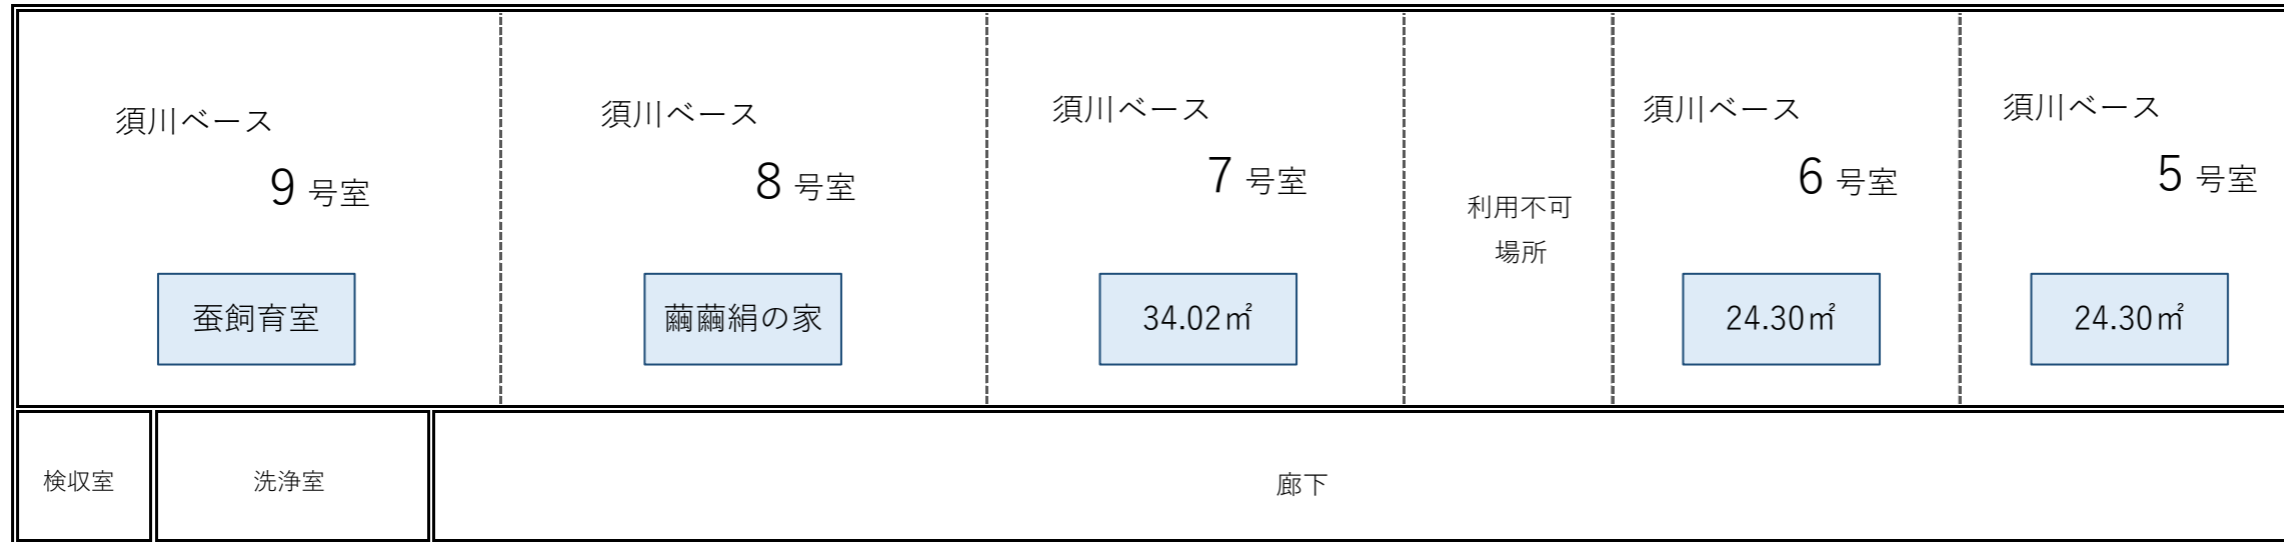 須川ベース
9 号室
蚕飼育室
須川ベース
8 号室
繭繭絹の家
須川ベース
7 号室
34.02㎡
利用不可
場所
須川ベース
6 号室
24.30㎡
須川ベース
5 号室
24.30㎡
検収室
洗浄室
廊下